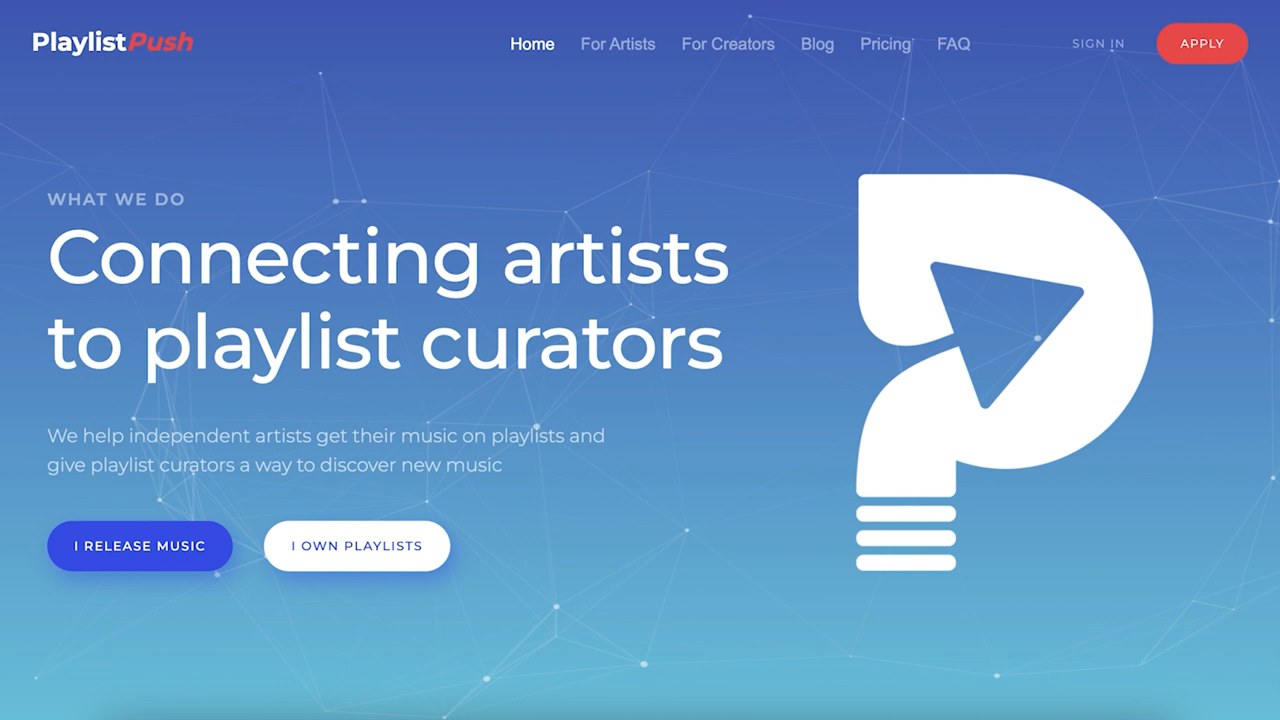 PlaylistPush
Home For Artists For Creators Blog Pricing FAQ SIGN IN APPLY
WHAT WE DO
Connecting artists
to playlist curators
We help independent artists get their music on playlists and
give playlist curators a way to discover new music
I RELEASE MUSIC I OWN PLAYLISTS